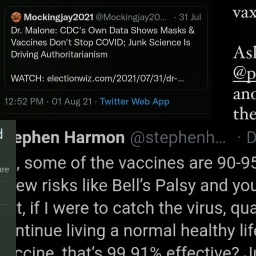 Mockingjay2021 @Mockingjay20... · 31 Jul
Dr. Malone: CDC's Own Data Shows Masks &
Vaccines Don't Stop COVID; Junk Science Is
Driving Authoritarianism
WATCH: electionwiz.com/2021/07/31/dr-...
12:52 PM · 01 Aug 21 · Twitter Web App
vax
Ask
@p
and
the
ephen Harmon @stephenh... · D
, some of the vaccines are 90-95
ew risks like Bell's Palsy and you
t, if I were to catch the virus, qua
ntinue living a normal healthy life
ccine, that's 99.91% effective?